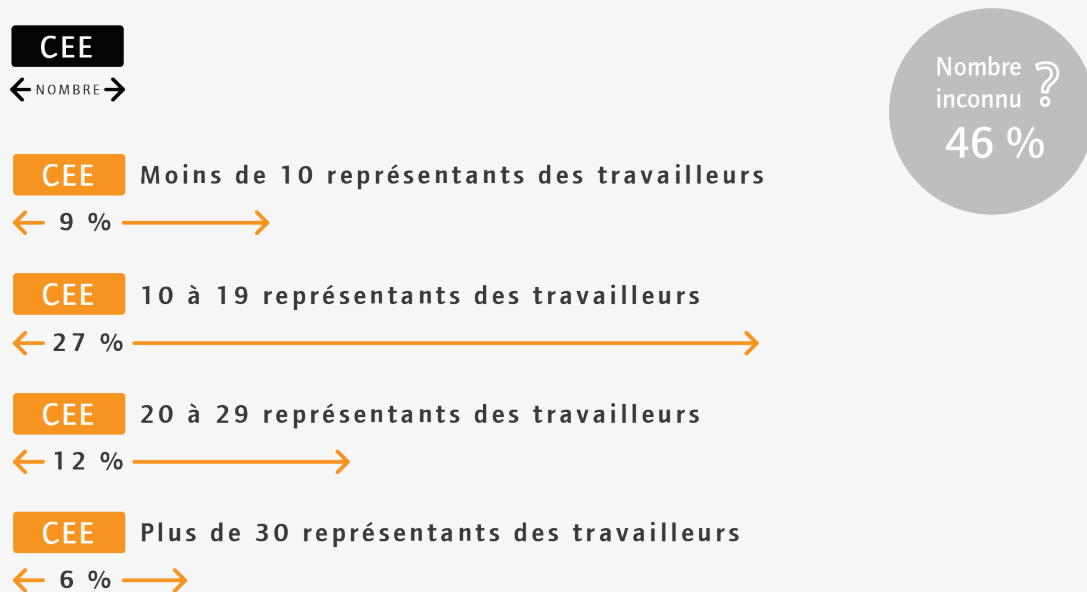 CEE
NOMBRE
Nombre
inconnu ?
46 %
CEE Moins de 10 représentants des travailleurs
9 %
CEE 10 à 19 représentants des travailleurs
27 %
CEE 20 à 29 représentants des travailleurs
12 %
CEE Plus de 30 représentants des travailleurs
6 %